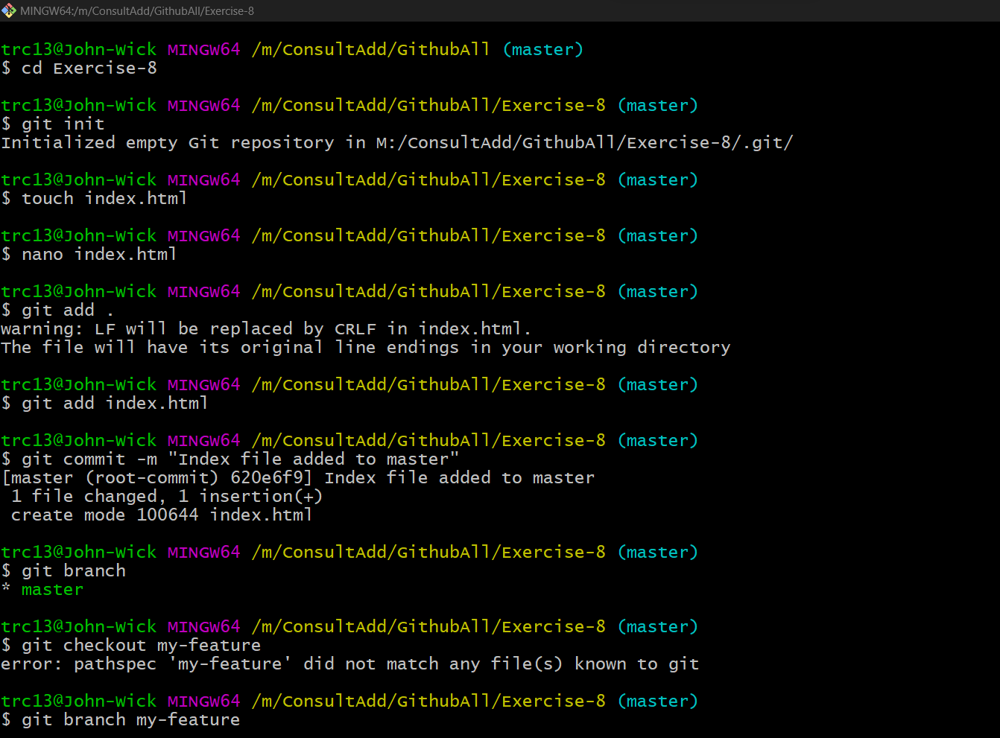 MINGW64:/m/ConsultAdd/GithubAll/Exercise-8
trc13@John-Wick MINGW64 /m/ConsultAdd/GithubAll (master)
$ cd Exercise-8
trc13@John-Wick MINGW64 /m/ConsultAdd/GithubAll/Exercise-8 (master)
$ git init
Initialized empty Git repository in M:/ConsultAdd/GithubAll/Exercise-8/.git/
trc13@John-Wick MINGW64 /m/ConsultAdd/GithubAll/Exercise-8 (master)
$ touch index.html
trc13@John-Wick MINGW64 /m/ConsultAdd/GithubAll/Exercise-8 (master)
$ nano index.html
trc13@John-Wick MINGW64 /m/ConsultAdd/GithubAll/Exercise-8 (master)
$ git add .
warning: LF will be replaced by CRLF in index.html.
The file will have its original line endings in your working directory
trc13@John-Wick MINGW64 /m/ConsultAdd/GithubAll/Exercise-8 (master)
$ git add index.html
trc13@John-Wick MINGW64 /m/ConsultAdd/GithubAll/Exercise-8 (master)
$ git commit -m "Index file added to master"
[master (root-commit) 620e6f9] Index file added to master
 1 file changed, 1 insertion(+)
 create mode 100644 index.html
trc13@John-Wick MINGW64 /m/ConsultAdd/GithubAll/Exercise-8 (master)
$ git branch
* master
trc13@John-Wick MINGW64 /m/ConsultAdd/GithubAll/Exercise-8 (master)
$ git checkout my-feature
error: pathspec 'my-feature' did not match any file(s) known to git
trc13@John-Wick MINGW64 /m/ConsultAdd/GithubAll/Exercise-8 (master)
$ git branch my-feature